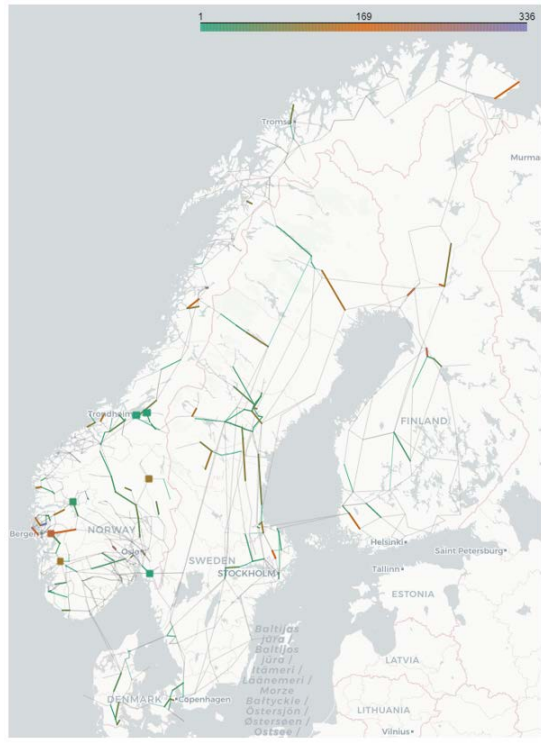 1 169 336
Tromsø
Murma
Trondheim
FINLAND
NORWAY
Bergen
Oslo
SWEDEN
Helsinki
Saint Petersburg
STOCKHOLM
Tallinn
ESTONIA
Baltijas
jūra /
Baltijos
jūra /
Itämeri /
Läänemeri /
Morze
Bałtyckie /
Östersjön /
Østersøen /
Ostsee /
LATVIA
DENMARK
Copenhagen
LITHUANIA
Vilnius